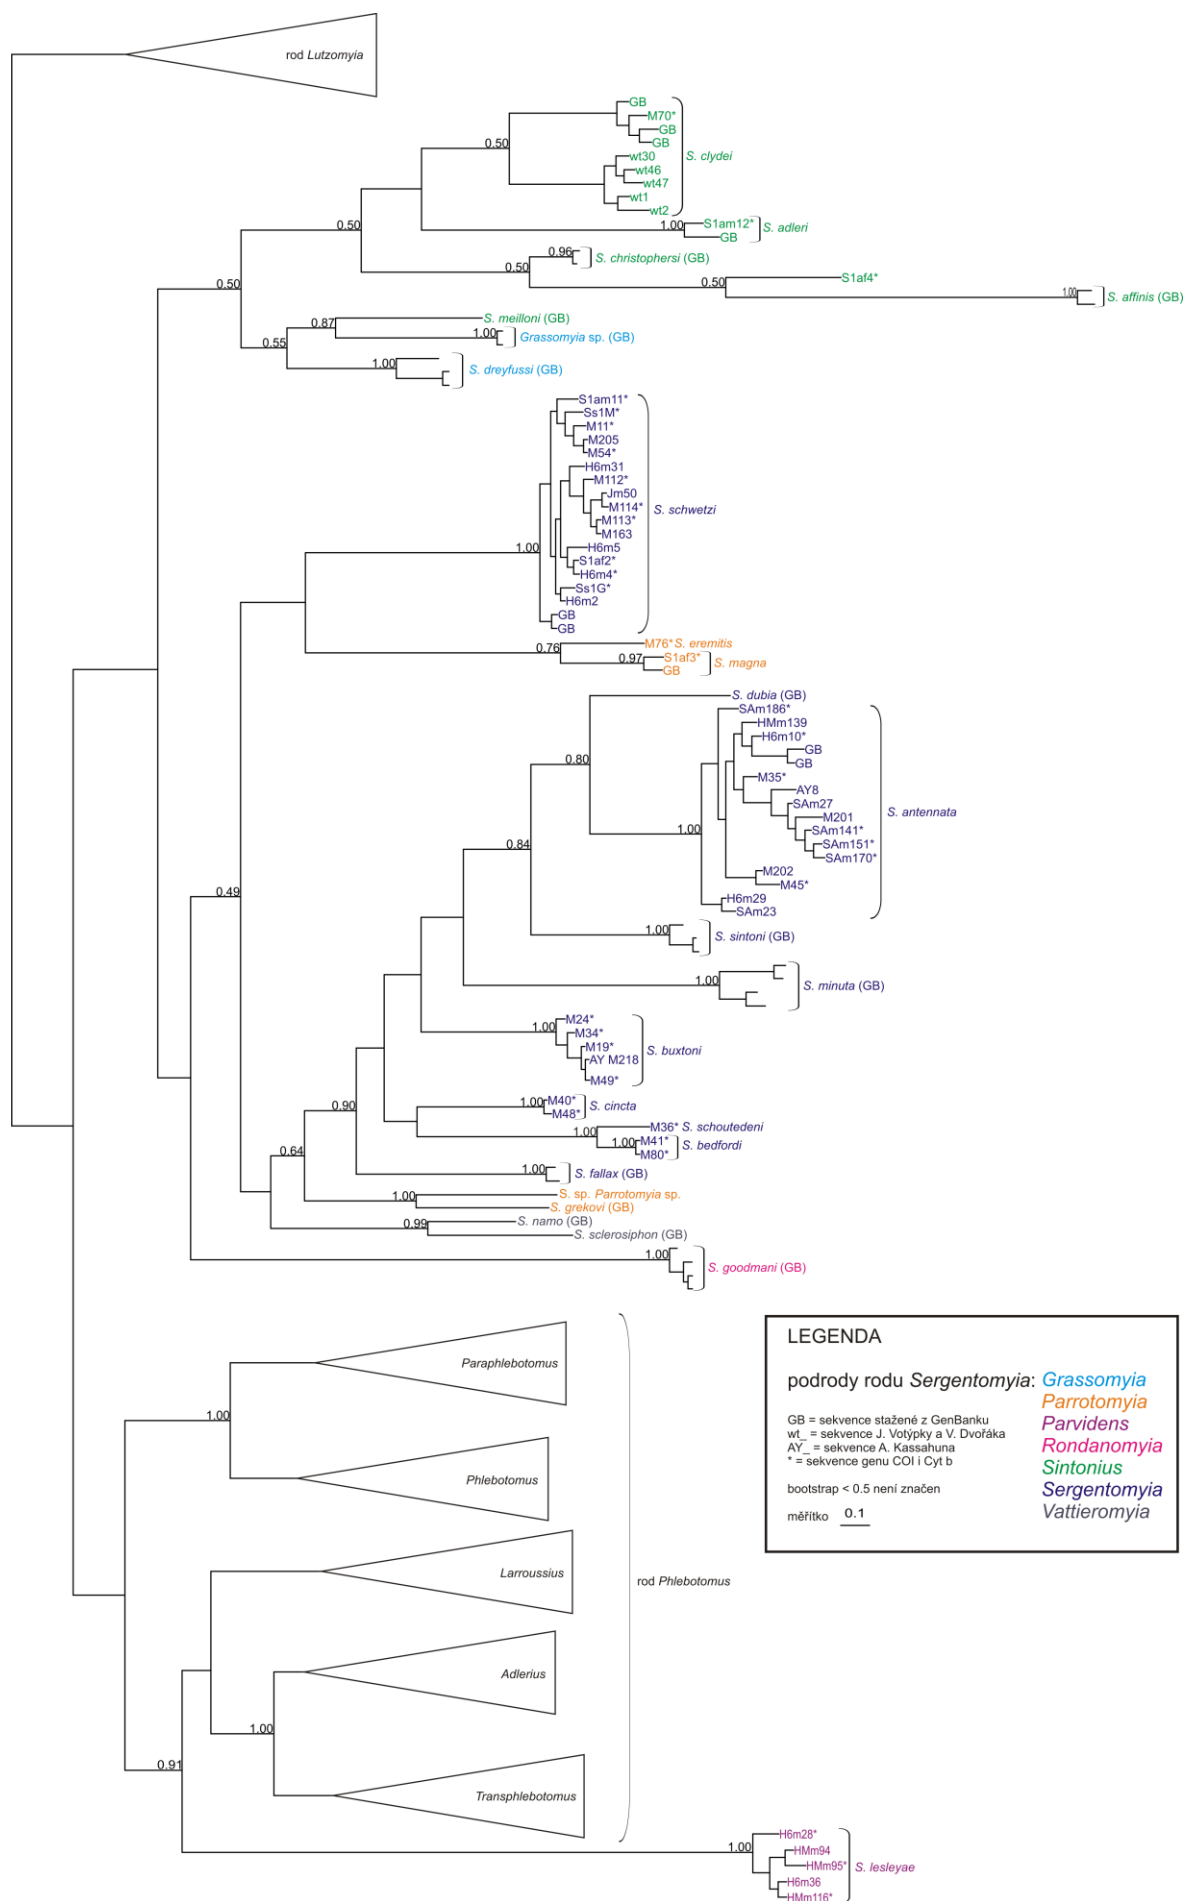 rod Lutzomyia
GB
M70*
GB
GB
0.50
wt30
S. clydei
wt46
wt47
wt1
wt2
0.50
1.00
S1am12*
GB
S. adleri
0.96
S. christophersi (GB)
0.50
0.50
0.50
S1af4*
1.00
S. affinis (GB)
S. meilloni (GB)
0.87
1.00
Grassomyia sp. (GB)
0.55
1.00
S. dreyfussi (GB)
S1am11*
Ss1M*
M11*
M205
M54*
H6m31
M112*
Jm50
M114*
S. schwetzi
M113*
M163
1.00
H6m5
S1af2*
H6m4*
Ss1G*
H6m2
GB
GB
0.76
M76* S. eremitis
0.97
S1af3*
GB
S. magna
S. dubia (GB)
SAm186*
HMm139
H6m10*
GB
GB
0.80
M35*
AY8
SAm27
M201
S. antennata
1.00
SAm141*
SAm151*
SAm170*
0.84
M202
M45*
0.49
H6m29
SAm23
1.00
S. sintoni (GB)
1.00
S. minuta (GB)
1.00
M24*
M34*
M19*
AY M218
M49*
S. buxtoni
1.00
M40*
M48*
S. cincta
0.90
M36* S. schoutedeni
1.00
1.00
M41*
M80*
S. bedfordi
0.64
1.00
S. fallax (GB)
1.00
S. sp. Parrotomyia sp.
S. grekovi (GB)
0.99
S. namo (GB)
S. sclerosiphon (GB)
1.00
S. goodmani (GB)
LEGENDA
podrody rodu Sergentomyia:
Grassomyia
Parrotomyia
Parvidens
Rondanomyia
Sintonius
Sergentomyia
Vattieromyia
GB = sekvence stažené z GenBanku
wt_ = sekvence J. Votýpky a V. Dvořáka
AY_ = sekvence A. Kassahuna
* = sekvence genu COI i Cyt b
bootstrap < 0.5 není značen
měřítko 0.1
Paraphlebotomus
1.00
Phlebotomus
Larroussius
rod Phlebotomus
Adlerius
1.00
0.91
Transphlebotomus
1.00
H6m28*
HMm94
HMm95*
H6m36
HMm116*
S. lesleyae